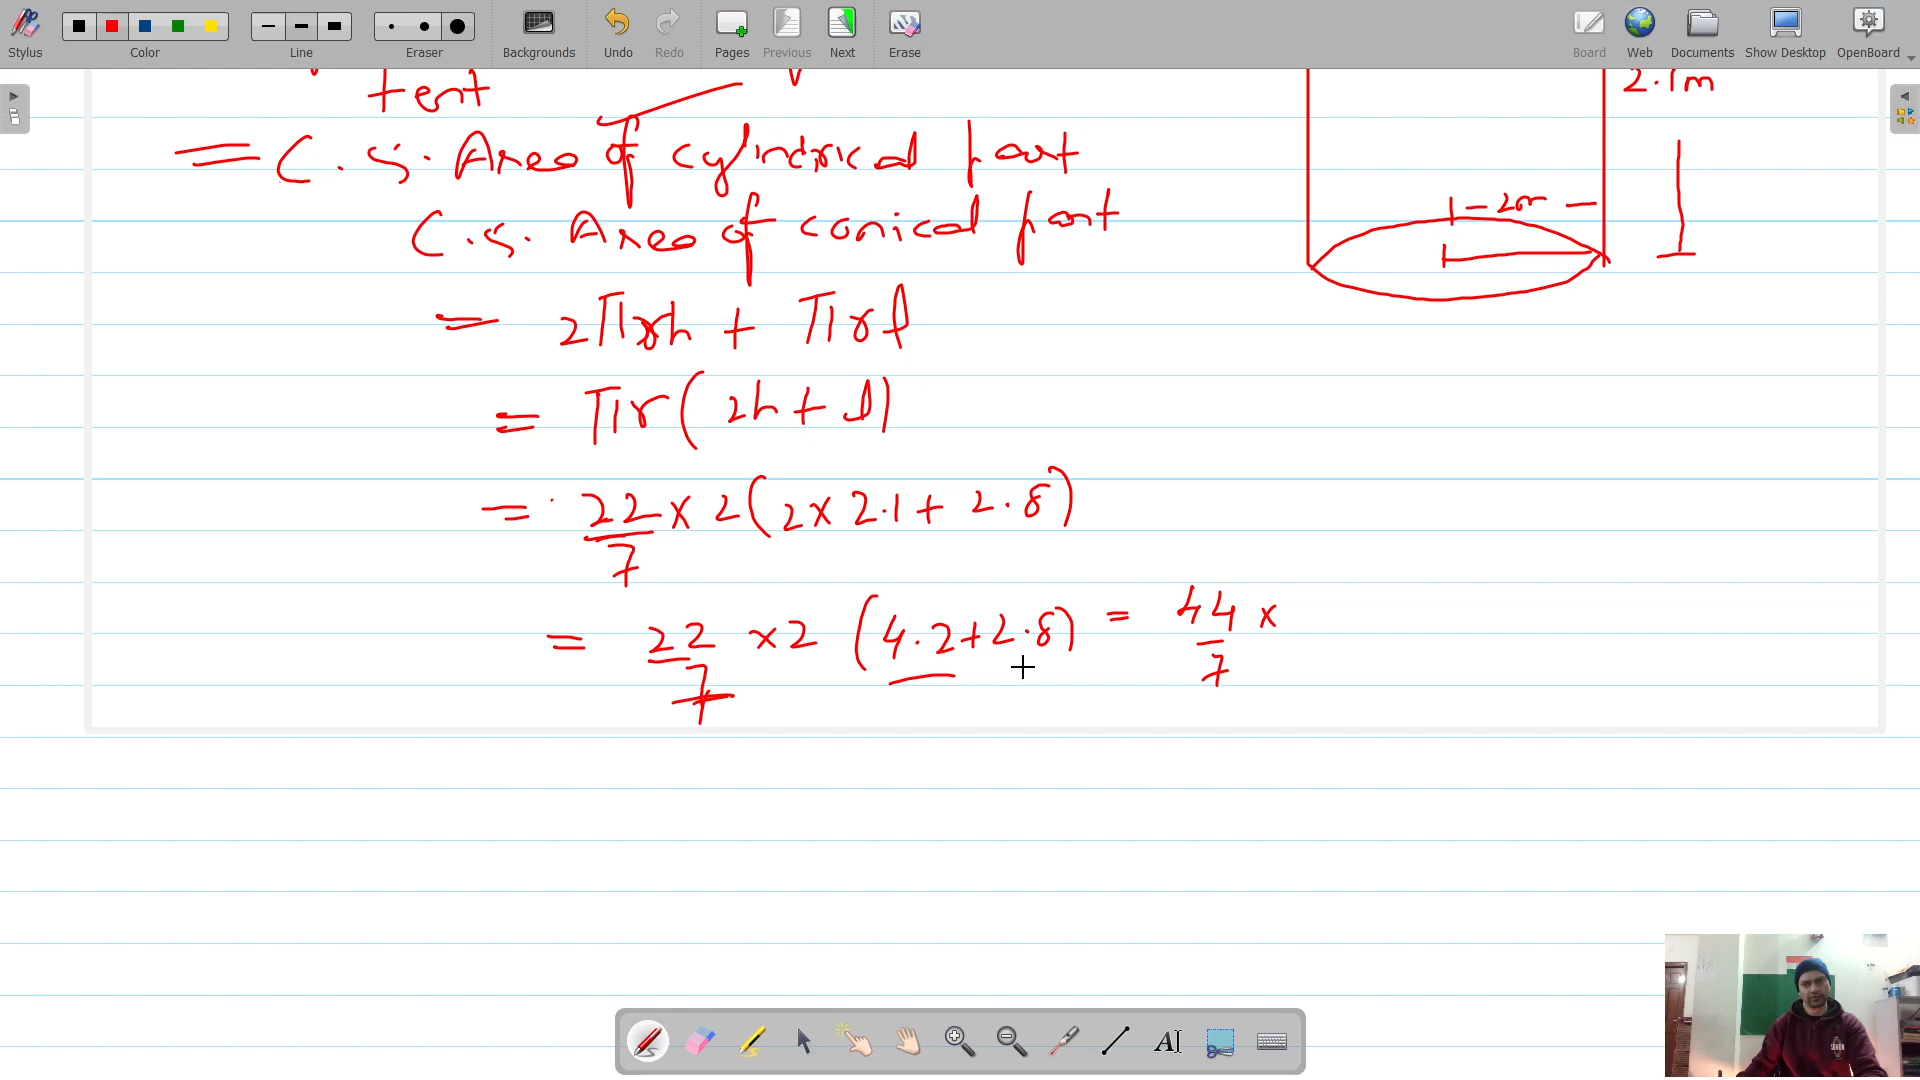 Stylus Color Line Eraser Backgrounds Undo Redo Pages Previous Next Erase Board Web Documents Show Desktop OpenBoard
tent
2.1m
= C.S. Area of cylindrical part
2m
C.S. Area of conical part
= 2πrh + πrl
= πr(2h + l)
= 22/7 × 2(2 × 2.1 + 2.8)
= 22/7 × 2 (4.2 + 2.8) = 44/7 ×
SEVEN
A